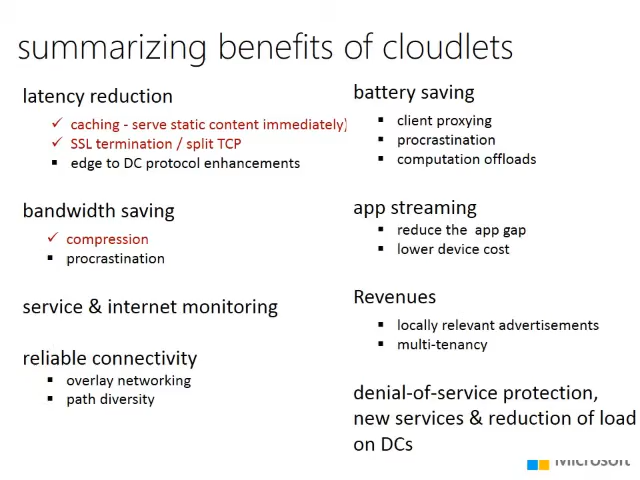 summarizing benefits of cloudlets
latency reduction
✓ caching - serve static content immediately)
✓ SSL termination / split TCP
▪ edge to DC protocol enhancements
bandwidth saving
✓ compression
▪ procrastination
service & internet monitoring
reliable connectivity
▪ overlay networking
▪ path diversity
battery saving
▪ client proxying
▪ procrastination
▪ computation offloads
app streaming
▪ reduce the app gap
▪ lower device cost
Revenues
▪ locally relevant advertisements
▪ multi-tenancy
denial-of-service protection,
new services & reduction of load
on DCs
Microsoft